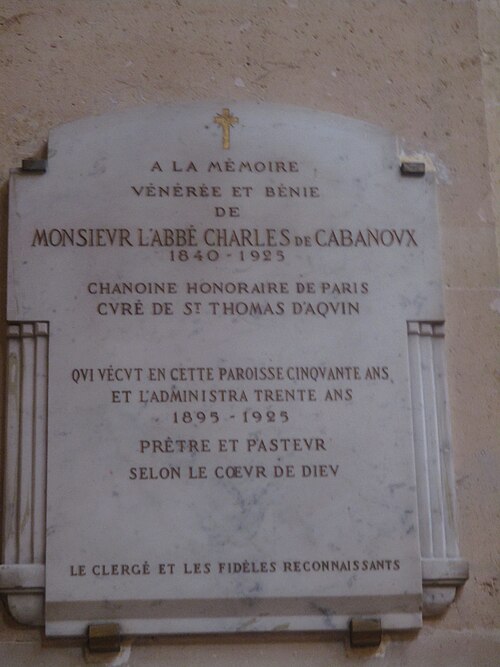 A LA MÉMOIRE
VÉNÉRÉE ET BÉNIE
DE
MONSIEVR L'ABBÉ CHARLES DE CABANOVX
1840 - 1925
CHANOINE HONORAIRE DE PARIS
CVRÉ DE ST THOMAS D'AQVIN
QVI VÉCVT EN CETTE PAROISSE CINQVANTE ANS
ET L'ADMINISTRA TRENTE ANS
1895 - 1925
PRÊTRE ET PASTEVR
SELON LE CŒVR DE DIEV
LE CLERGÉ ET LES FIDÈLES RECONNAISSANTS